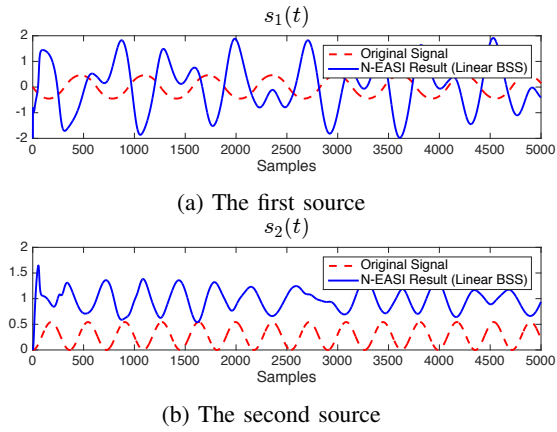 s₁(t)
2
1
0
-1
-2
Original Signal
N-EASI Result (Linear BSS)
0 500 1000 1500 2000 2500 3000 3500 4000 4500 5000
Samples
(a) The first source
s₂(t)
2
1.5
1
0.5
0
Original Signal
N-EASI Result (Linear BSS)
0 500 1000 1500 2000 2500 3000 3500 4000 4500 5000
Samples
(b) The second source